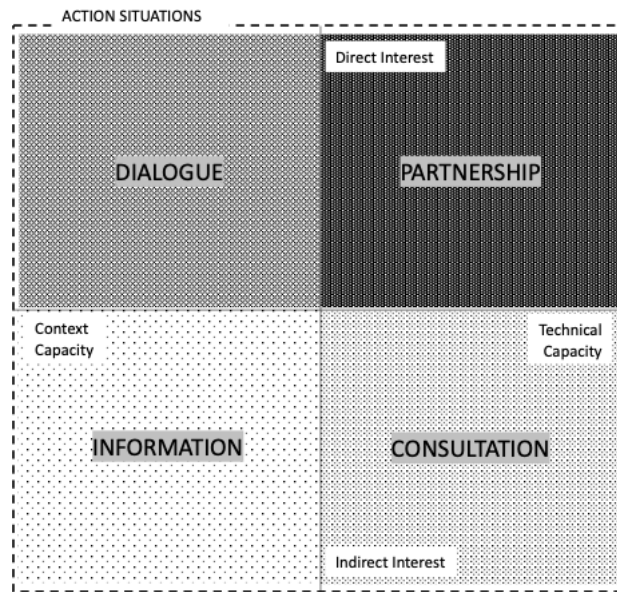 ACTION SITUATIONS
Direct Interest
DIALOGUE
PARTNERSHIP
Context
Capacity
Technical
Capacity
INFORMATION
CONSULTATION
Indirect Interest